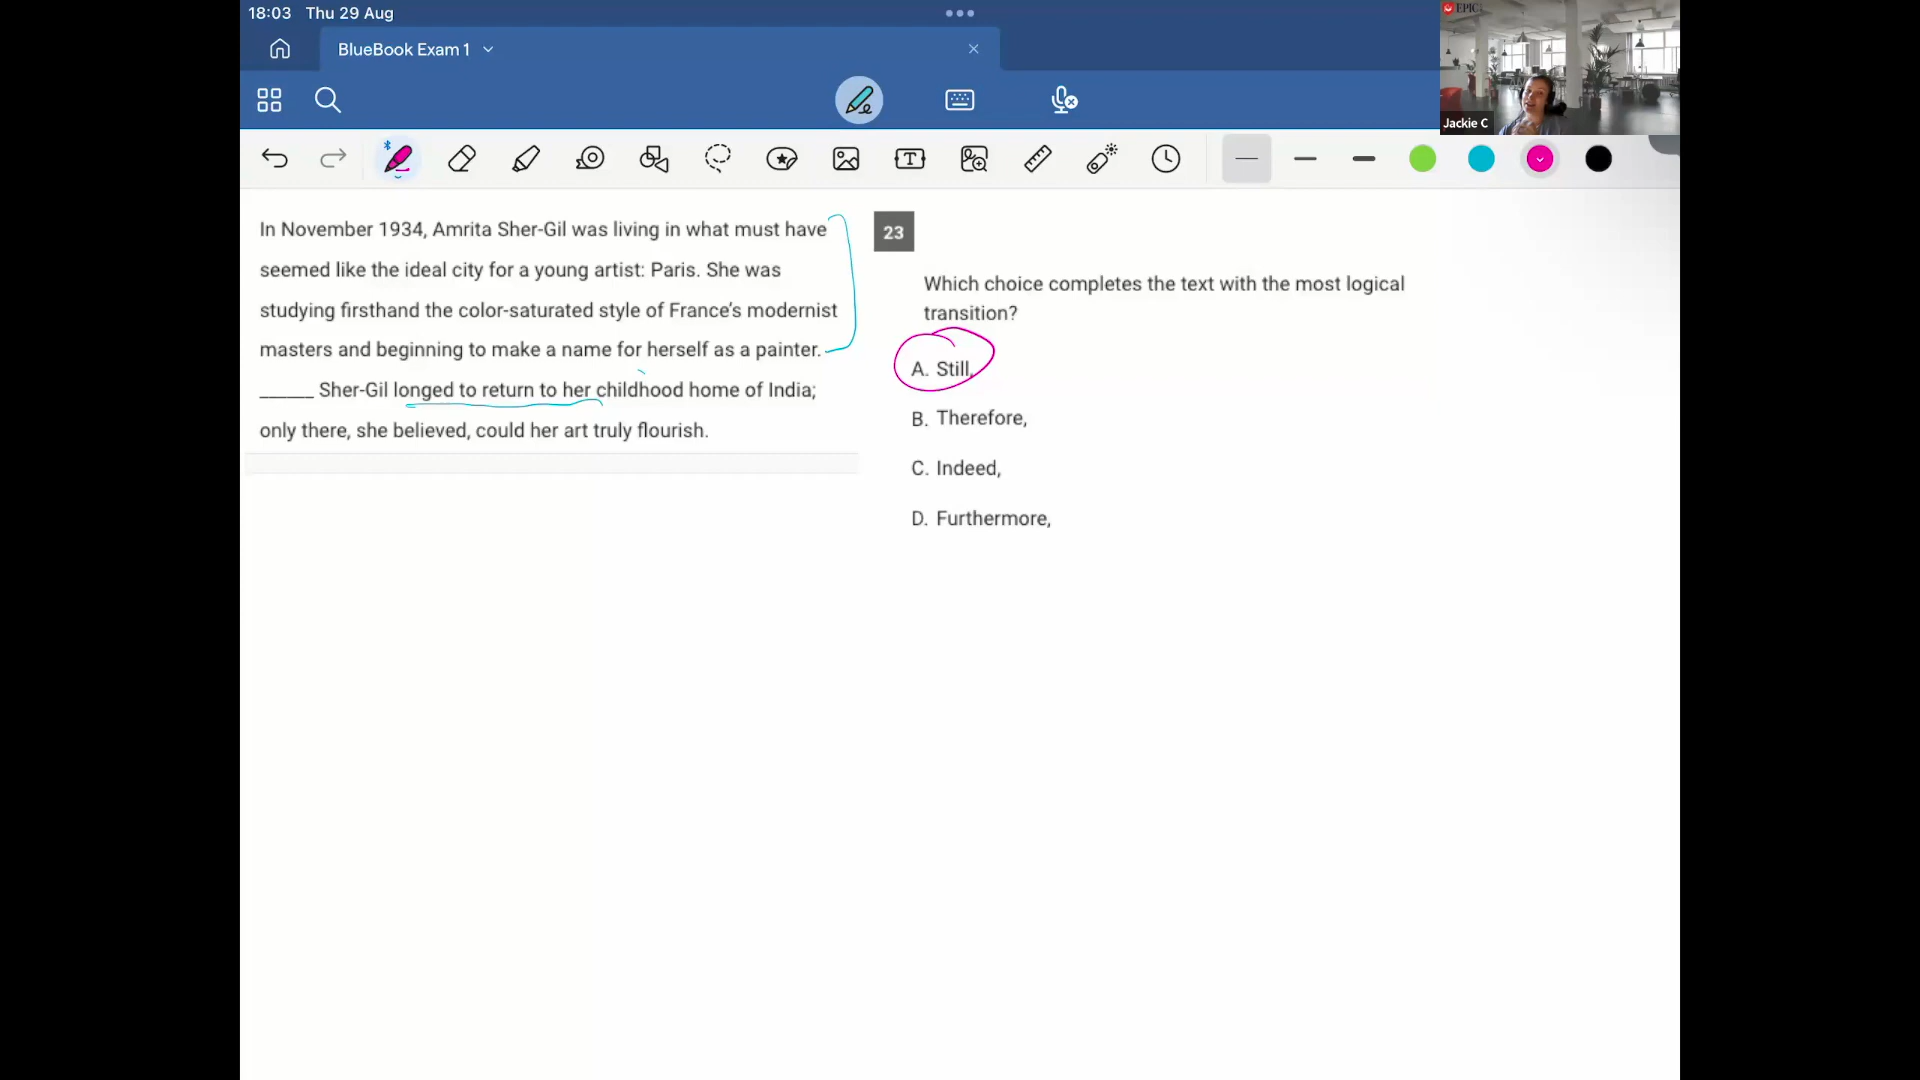 18:03 Thu 29 Aug
BlueBook Exam 1
EPIC
Jackie C
In November 1934, Amrita Sher-Gil was living in what must have
seemed like the ideal city for a young artist: Paris. She was
studying firsthand the color-saturated style of France’s modernist
masters and beginning to make a name for herself as a painter.
______ Sher-Gil longed to return to her childhood home of India;
only there, she believed, could her art truly flourish.
23
Which choice completes the text with the most logical
transition?
A. Still,
B. Therefore,
C. Indeed,
D. Furthermore,